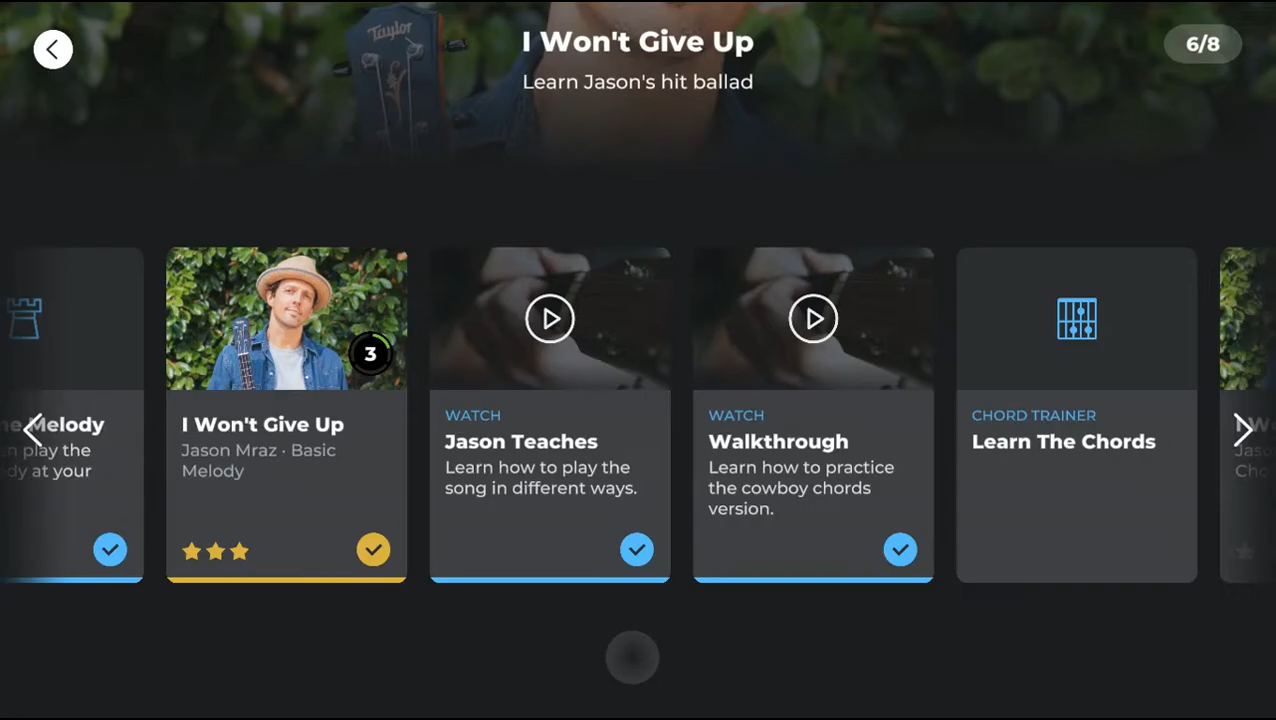 Taylor
I Won't Give Up
6/8
Learn Jason's hit ballad
3
Melody
n play the
dy at your
I Won't Give Up
Jason Mraz · Basic
Melody
WATCH
Jason Teaches
Learn how to play the
song in different ways.
WATCH
Walkthrough
Learn how to practice
the cowboy chords
version.
CHORD TRAINER
Learn The Chords